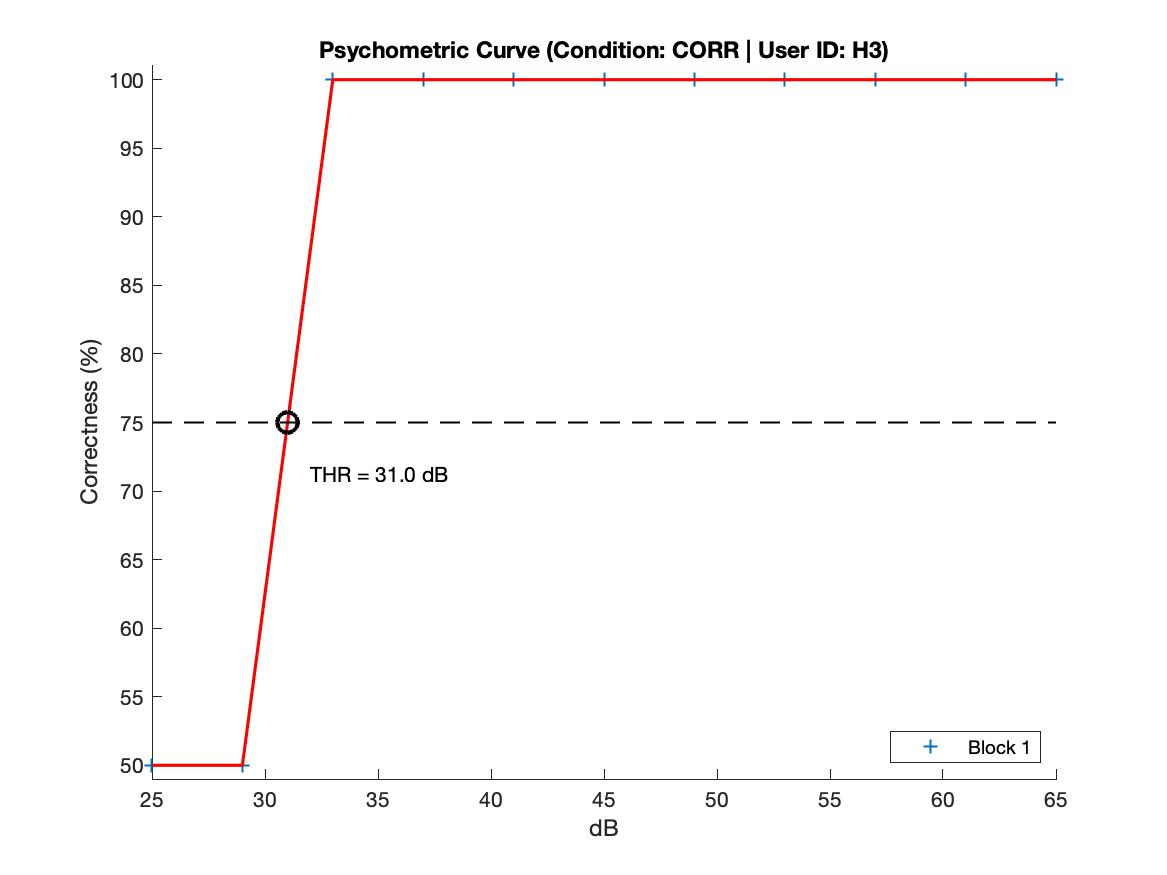 Psychometric Curve (Condition: CORR | User ID: H3)
100
95
90
85
80
75
70
65
60
55
50
Correctness (%)
THR = 31.0 dB
Block 1
25 30 35 40 45 50 55 60 65
dB